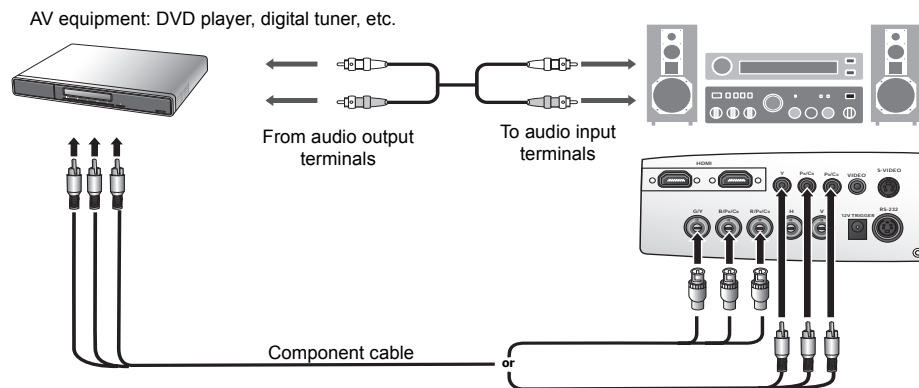 AV equipment: DVD player, digital tuner, etc.
From audio output
terminals
To audio input
terminals
HDMI
Y
PB/CB
PR/CR
VIDEO
S-VIDEO
G/Y
B/PB/CB
R/PR/CR
H
V
12V TRIGGER
RS-232
Component cable
or